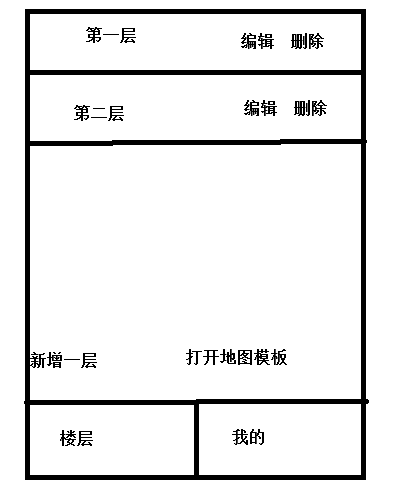 第一层 编辑 删除
第二层 编辑 删除
新增一层 打开地图模板
楼层 我的